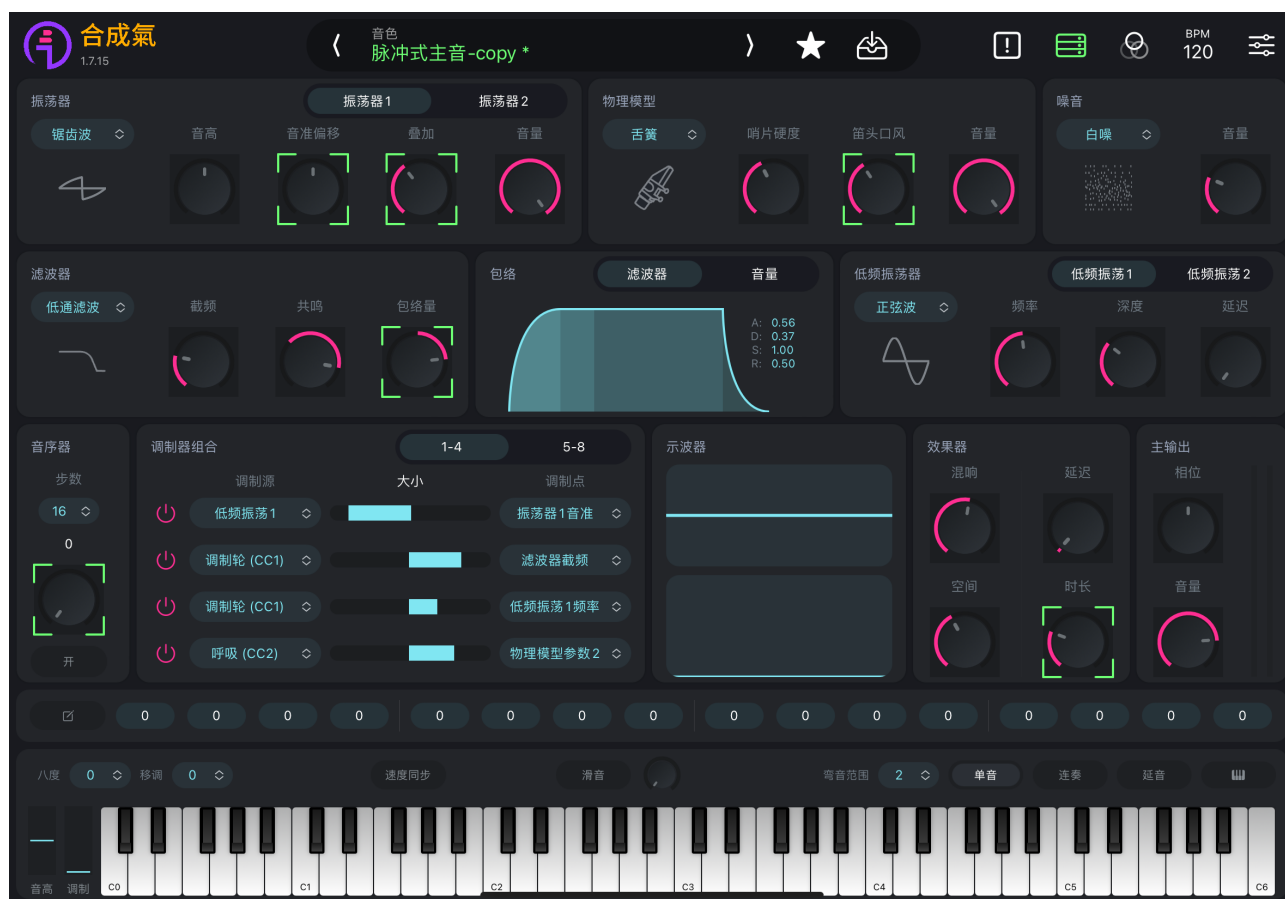 合成氣
1.7.15
音色
脉冲式主音-copy *
BPM
120
振荡器
振荡器1
振荡器2
锯齿波
音高
音准偏移
叠加
音量
物理模型
舌簧
哨片硬度
笛头口风
音量
噪音
白噪
音量
滤波器
低通滤波
截频
共鸣
包络量
包络
滤波器
音量
A: 0.56
D: 0.37
S: 1.00
R: 0.50
低频振荡器
低频振荡1
低频振荡2
正弦波
频率
深度
延迟
音序器
步数
16
0
开
调制器组合
1-4
5-8
调制源
大小
调制点
低频振荡1
振荡器1音准
调制轮 (CC1)
滤波器截频
调制轮 (CC1)
低频振荡1频率
呼吸 (CC2)
物理模型参数2
示波器
效果器
混响
延迟
空间
时长
主输出
相位
音量
0 0 0 0 0 0 0 0 0 0 0 0 0 0 0 0
八度 0 移调 0 速度同步 滑音 弯音范围 2 单音 连奏 延音
音高 调制
C0 C1 C2 C3 C4 C5 C6